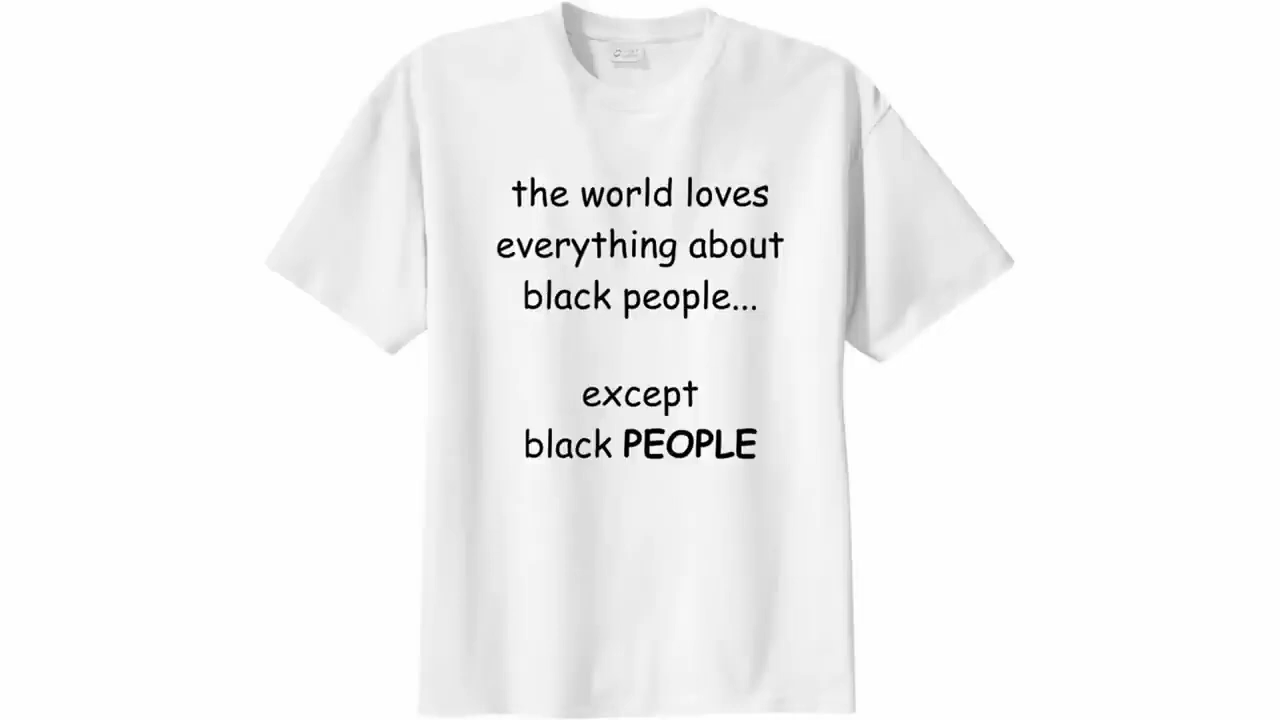 the world loves
everything about
black people...
except
black PEOPLE